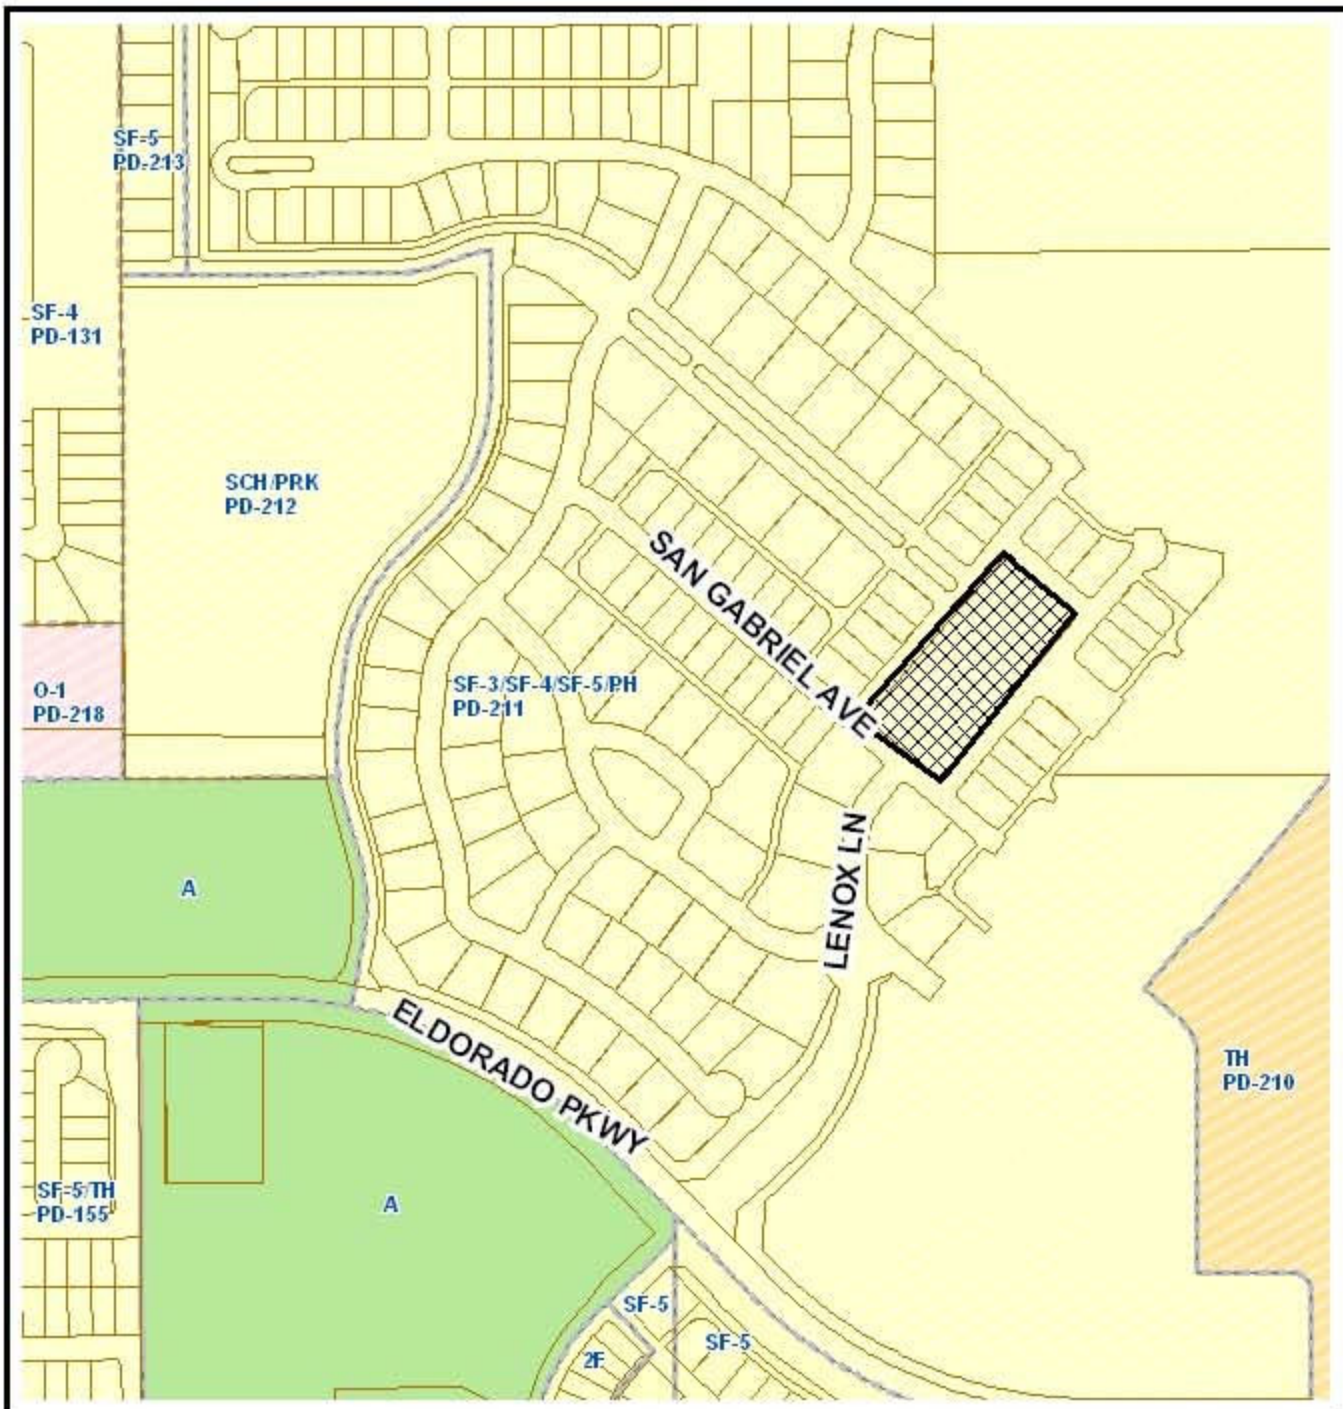 SF-5
PD-213
SF-4
PD-131
SCH/PRK
PD-212
SAN GABRIEL AVE
SF-3/SF-4/SF-5/PH
PD-211
O-1
PD-218
A
LENOX LN
ELDORADO PKWY
TH
PD-210
SF-5/TH
PD-155
A
SF-5
SF-5
2F